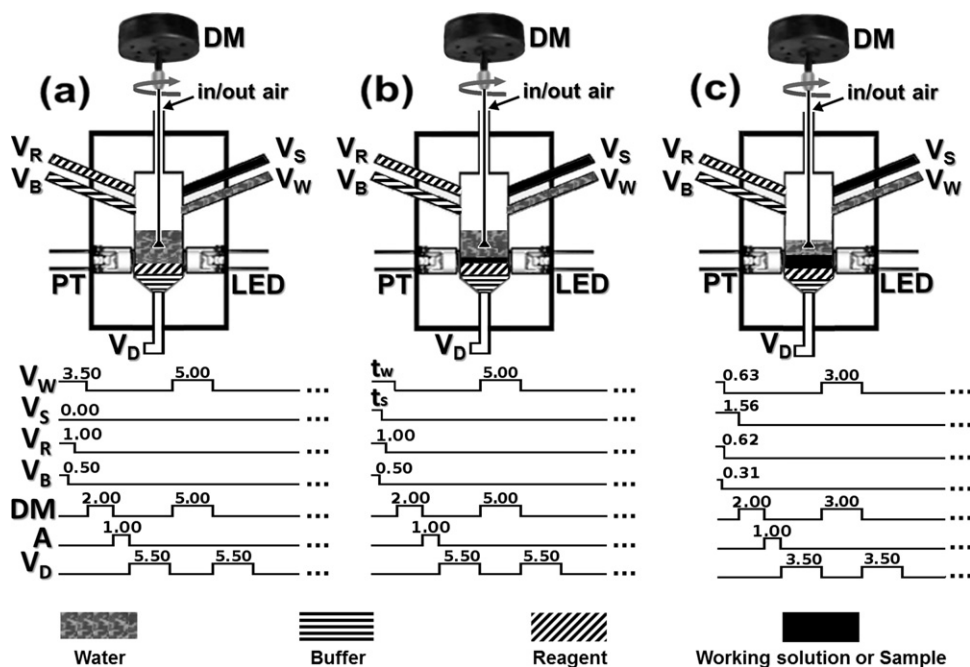 DM DM DM
(a) (b) (c)
in/out air in/out air in/out air
V_R V_S V_R V_S V_R V_S
V_B V_W V_B V_W V_B V_W
PT LED PT LED PT LED
V_D V_D V_D
V_W 3.50 5.00 ... t_w 5.00 ... 0.63 3.00 ...
V_S 0.00 ... t_s ... 1.56 ...
V_R 1.00 ... 1.00 ... 0.62 ...
V_B 0.50 ... 0.50 ... 0.31 ...
DM 2.00 5.00 ... 2.00 5.00 ... 2.00 3.00 ...
A 1.00 ... 1.00 ... 1.00 ...
V_D 5.50 5.50 ... 5.50 5.50 ... 3.50 3.50 ...
Water Buffer Reagent Working solution or Sample